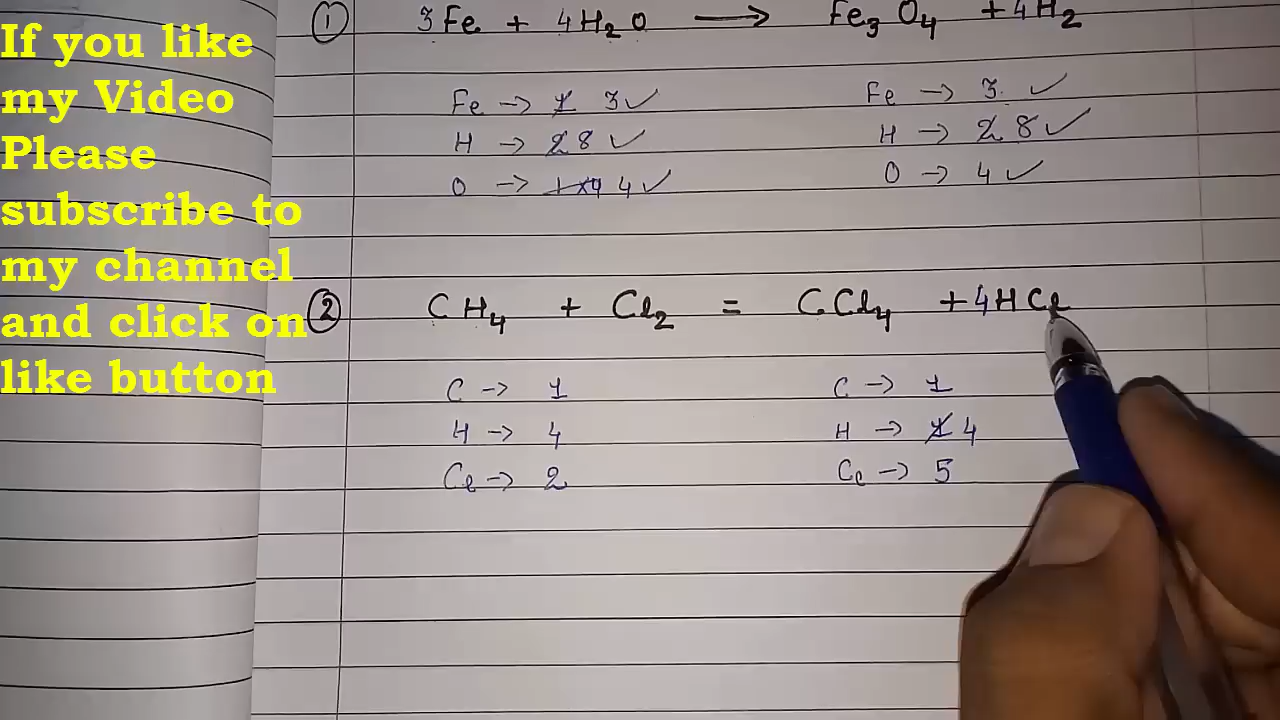 If you like
my Video
Please
subscribe to
my channel
and click on
like button
① 3Fe + 4H₂O ⟶ Fe₃O₄ + 4H₂
Fe → 1 3✓ Fe → 3 ✓
H → 2 8 ✓ H → 2 8✓
O → 1×4 4✓ O → 4 ✓
② CH₄ + Cl₂ = CCl₄ + 4HCl
C → 1 C → 1
H → 4 H → 1 4
Cl → 2 Cl → 5